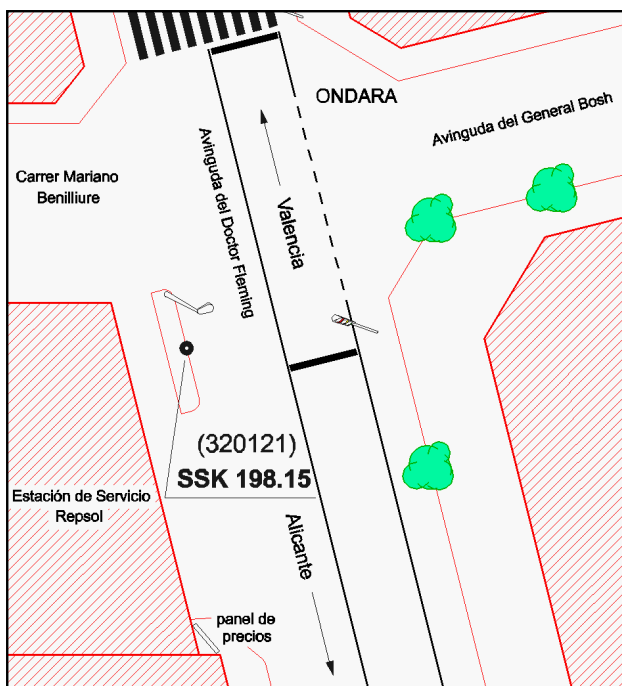 ONDARA
Avinguda del General Bosh
Carrer Mariano
Benilliure
Avinguda del Doctor Fleming
Valencia
(320121)
SSK 198.15
Estación de Servicio
Repsol
Alicante
panel de
precios